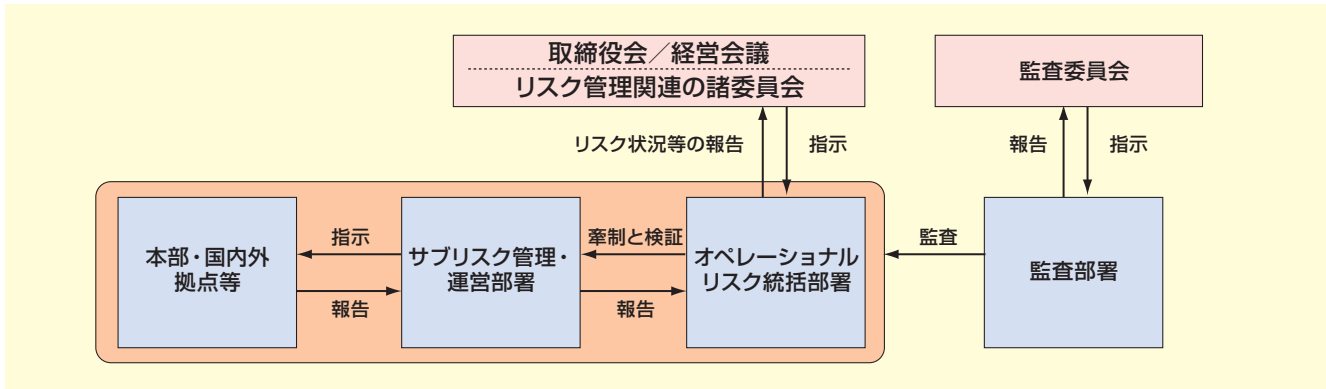 取締役会／経営会議
リスク管理関連の諸委員会
監査委員会
リスク状況等の報告
指示
報告
指示
本部・国内外
拠点等
指示
報告
サブリスク管理・
運営部署
牽制と検証
報告
オペレーショナル
リスク統括部署
監査
監査部署